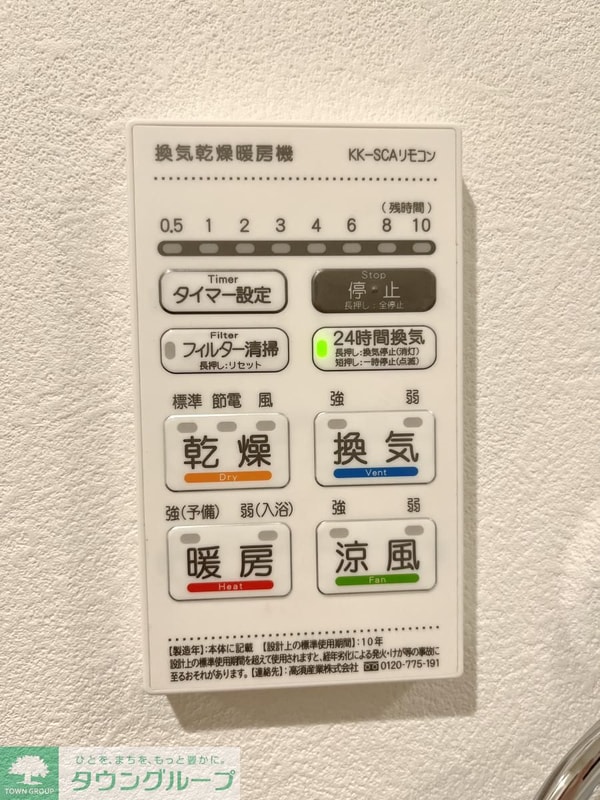 換気乾燥暖房機 KK-SCAリモコン
(残時間)
0.5 1 2 3 4 6 8 10
Timer
タイマー設定
Stop
停止
長押し:全停止
Filter
フィルター清掃
長押し:リセット
24時間換気
長押し:換気停止(消灯)
短押し:一時停止(点滅)
標準 節電 風
乾燥
Dry
強 弱
換気
Vent
強(予備) 弱(入浴)
暖房
Heat
強 弱
涼風
Fan
【製造年】:本体に記載 【設計上の標準使用期間】:10年
設計上の標準使用期間を超えて使用されますと、経年劣化による発火・けが等の事故に
至るおそれがあります。【連絡先】:高須産業株式会社 0120-775-191
TOWN GROUP
ひとを、まちを、もっと豊かに。
タウングループ